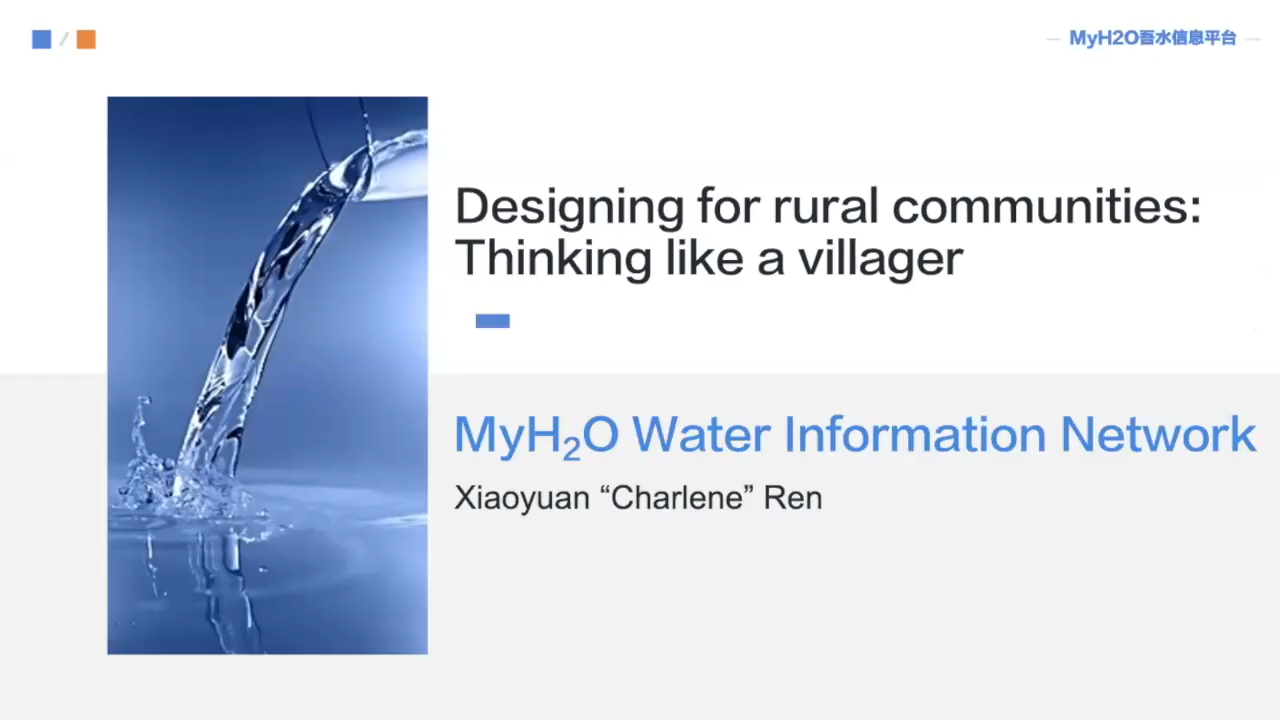 MyH2O吾水信息平台
Designing for rural communities:
Thinking like a villager
MyH₂O Water Information Network
Xiaoyuan “Charlene” Ren